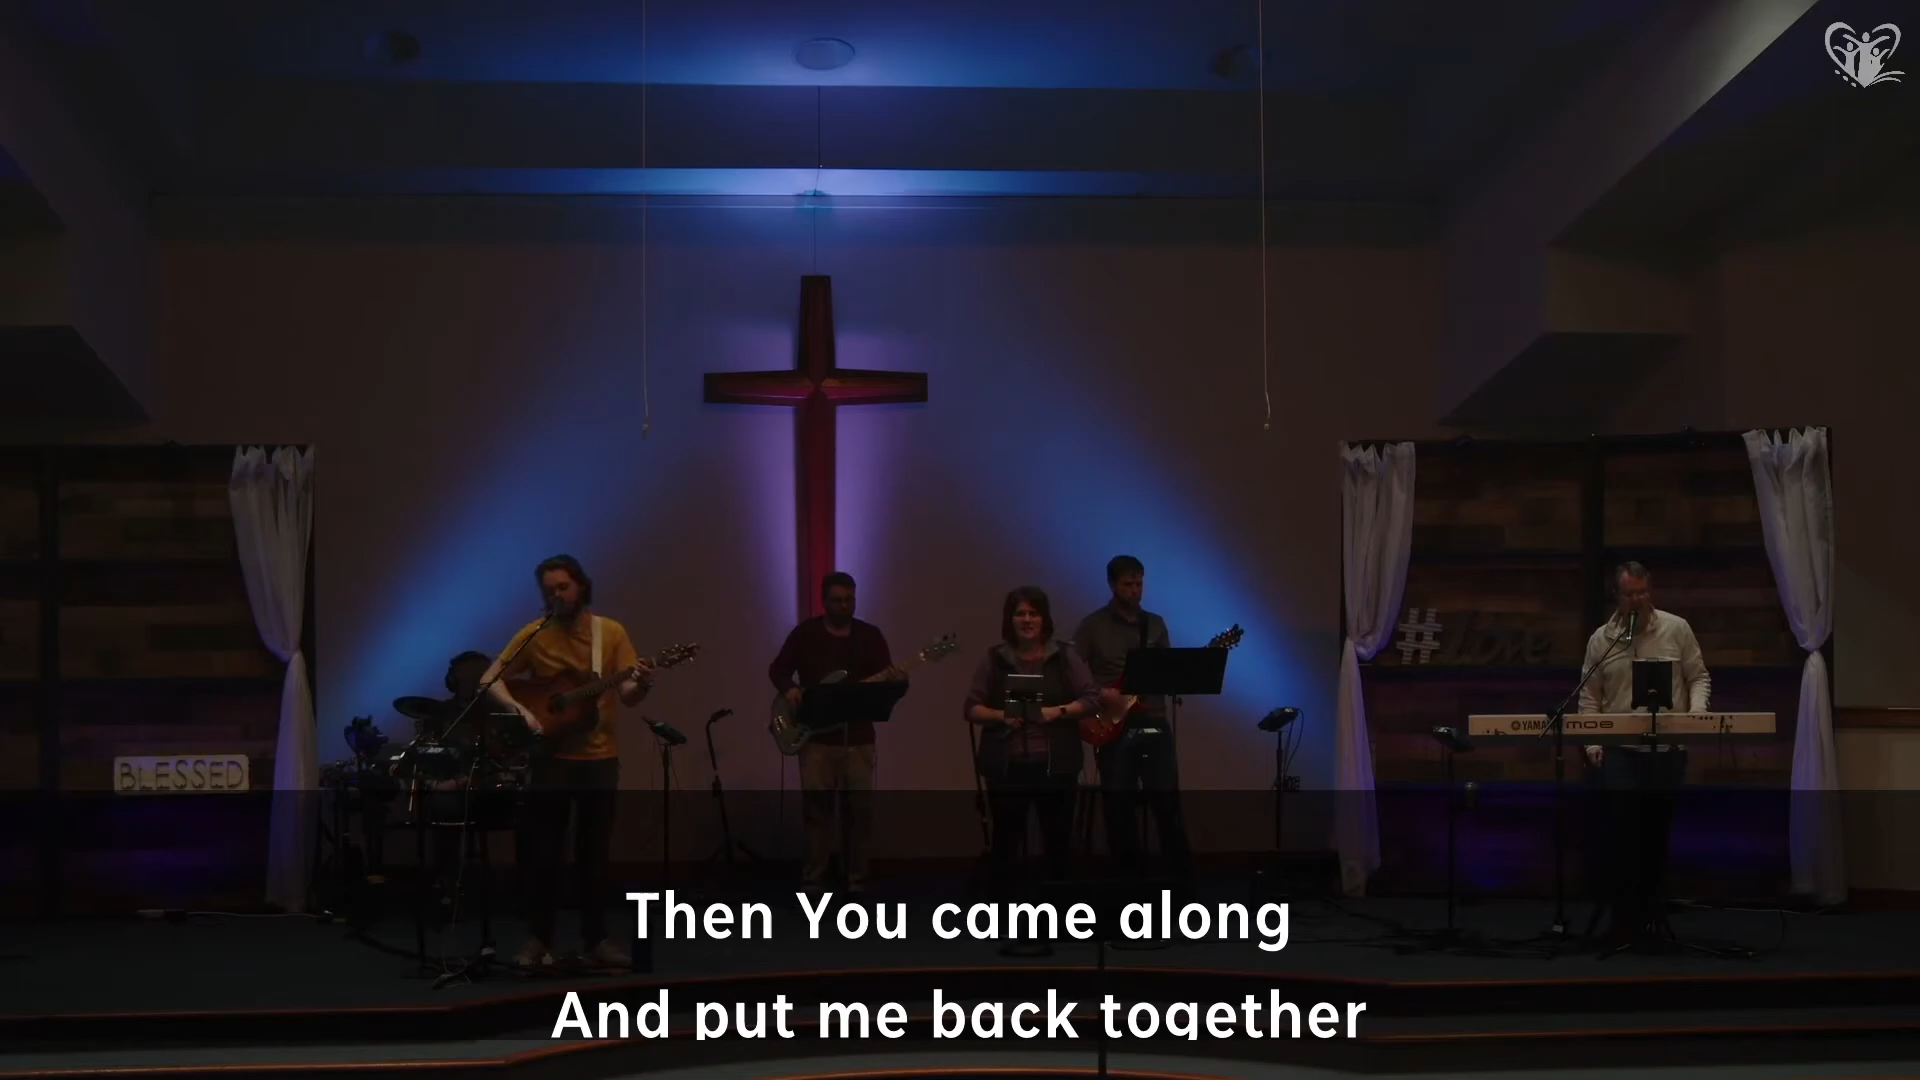 #love
YAMAHA MO8
BLESSED
Then You came along
And put me back together